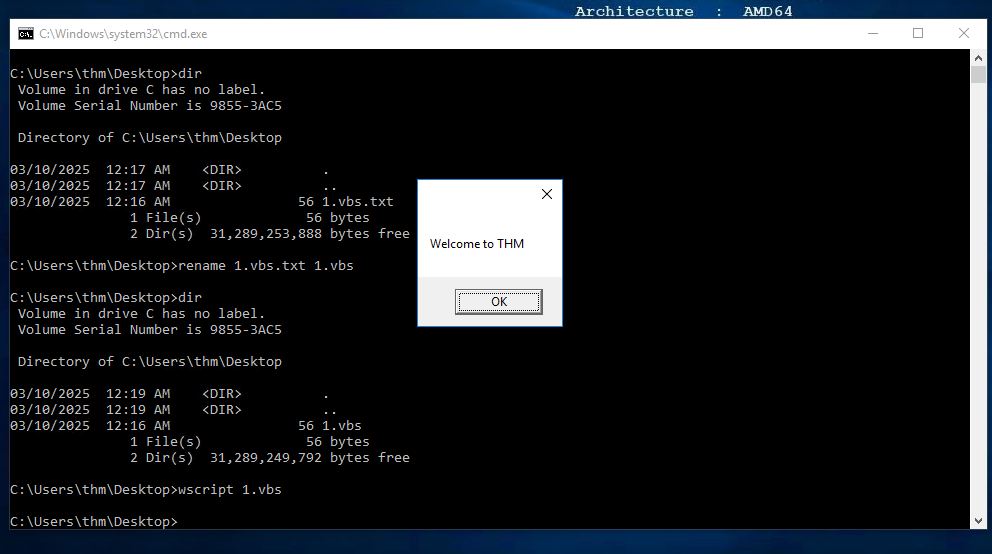 Architecture : AMD64
C:\Windows\system32\cmd.exe
C:\Users\thm\Desktop>dir
Volume in drive C has no label.
Volume Serial Number is 9855-3AC5
Directory of C:\Users\thm\Desktop
03/10/2025 12:17 AM <DIR> .
03/10/2025 12:17 AM <DIR> ..
03/10/2025 12:16 AM 56 1.vbs.txt
1 File(s) 56 bytes
2 Dir(s) 31,289,253,888 bytes free
C:\Users\thm\Desktop>rename 1.vbs.txt 1.vbs
C:\Users\thm\Desktop>dir
Volume in drive C has no label.
Volume Serial Number is 9855-3AC5
Directory of C:\Users\thm\Desktop
03/10/2025 12:19 AM <DIR> .
03/10/2025 12:19 AM <DIR> ..
03/10/2025 12:16 AM 56 1.vbs
1 File(s) 56 bytes
2 Dir(s) 31,289,249,792 bytes free
C:\Users\thm\Desktop>wscript 1.vbs
C:\Users\thm\Desktop>
Welcome to THM
OK